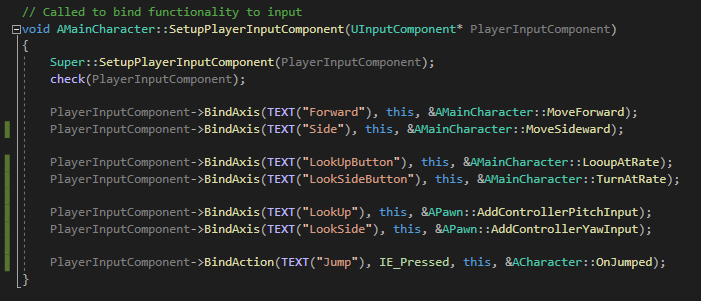 // Called to bind functionality to input
void AMainCharacter::SetupPlayerInputComponent(UInputComponent* PlayerInputComponent)
{
Super::SetupPlayerInputComponent(PlayerInputComponent);
check(PlayerInputComponent);
PlayerInputComponent->BindAxis(TEXT("Forward"), this, &AMainCharacter::MoveForward);
PlayerInputComponent->BindAxis(TEXT("Side"), this, &AMainCharacter::MoveSideward);
PlayerInputComponent->BindAxis(TEXT("LookUpButton"), this, &AMainCharacter::LooupAtRate);
PlayerInputComponent->BindAxis(TEXT("LookSideButton"), this, &AMainCharacter::TurnAtRate);
PlayerInputComponent->BindAxis(TEXT("LookUp"), this, &APawn::AddControllerPitchInput);
PlayerInputComponent->BindAxis(TEXT("LookSide"), this, &APawn::AddControllerYawInput);
PlayerInputComponent->BindAction(TEXT("Jump"), IE_Pressed, this, &ACharacter::OnJumped);
}